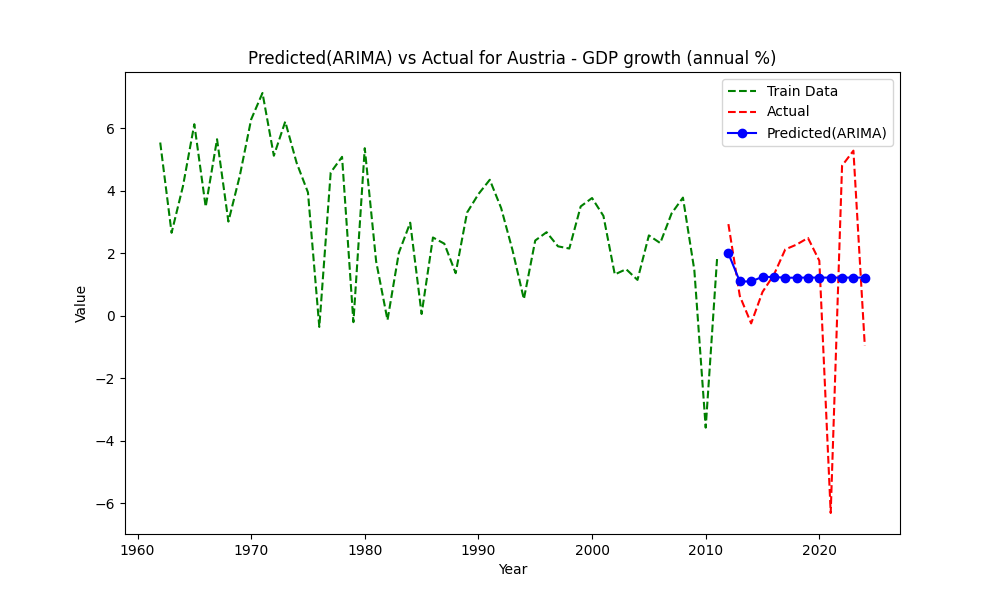 Predicted(ARIMA) vs Actual for Austria - GDP growth (annual %)
Train Data
Actual
Predicted(ARIMA)
6
4
2
0
−2
−4
−6
Value
1960
1970
1980
1990
2000
2010
2020
Year